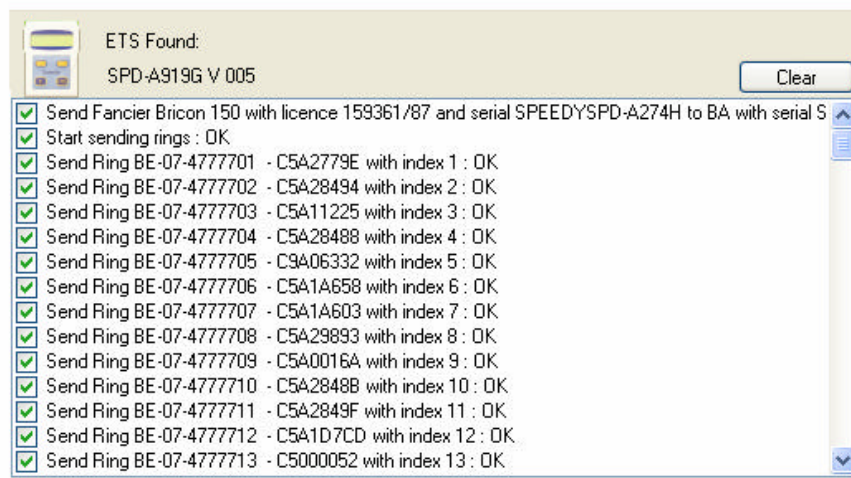 ETS Found:
SPD-A919G V 005
Clear
Send Fancier Bricon 150 with licence 159361/87 and serial SPEEDYSPD-A274H to BA with serial S
Start sending rings : OK
Send Ring BE-07-4777701 - C5A2779E with index 1 : OK
Send Ring BE-07-4777702 - C5A28494 with index 2 : OK
Send Ring BE-07-4777703 - C5A11225 with index 3 : OK
Send Ring BE-07-4777704 - C5A28488 with index 4 : OK
Send Ring BE-07-4777705 - C9A06332 with index 5 : OK
Send Ring BE-07-4777706 - C5A1A658 with index 6 : OK
Send Ring BE-07-4777707 - C5A1A603 with index 7 : OK
Send Ring BE-07-4777708 - C5A29893 with index 8 : OK
Send Ring BE-07-4777709 - C5A0016A with index 9 : OK
Send Ring BE-07-4777710 - C5A2848B with index 10 : OK
Send Ring BE-07-4777711 - C5A2849F with index 11 : OK
Send Ring BE-07-4777712 - C5A1D7CD with index 12 : OK
Send Ring BE-07-4777713 - C5000052 with index 13 : OK